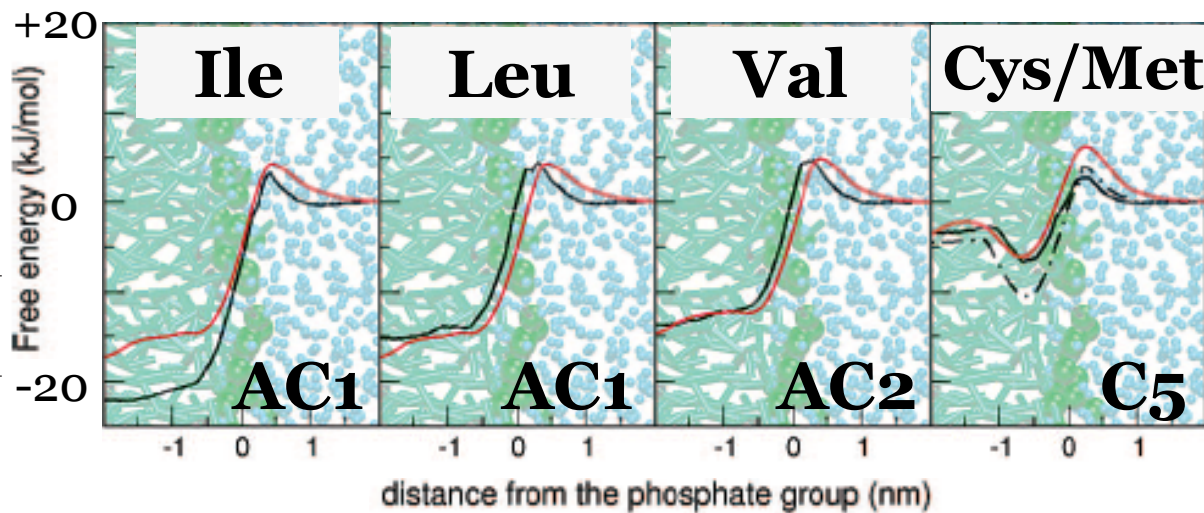 +20
Ile
Leu
Val
Cys/Met
Free energy (kJ/mol)
0
-20
AC1
AC1
AC2
C5
-1 0 1
-1 0 1
-1 0 1
-1 0 1
distance from the phosphate group (nm)